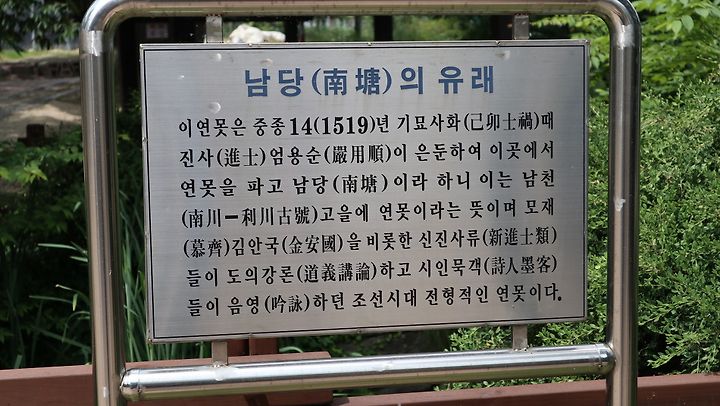 남당(南塘)의 유래
이연못은 중종 14(1519)년 기묘사화(己卯士禍)때
진사(進士)엄용순(嚴用順)이 은둔하여 이곳에서
연못을 파고 남당(南塘)이라 하니 이는 남천
(南川ー利川古號)고을에 연못이라는 뜻이며 모재
(慕齊)김안국(金安國)을 비롯한 신진사류(新進士類)
들이 도의강론(道義講論)하고 시인묵객(詩人墨客)
들이 음영(吟詠)하던 조선시대 전형적인 연못이다.